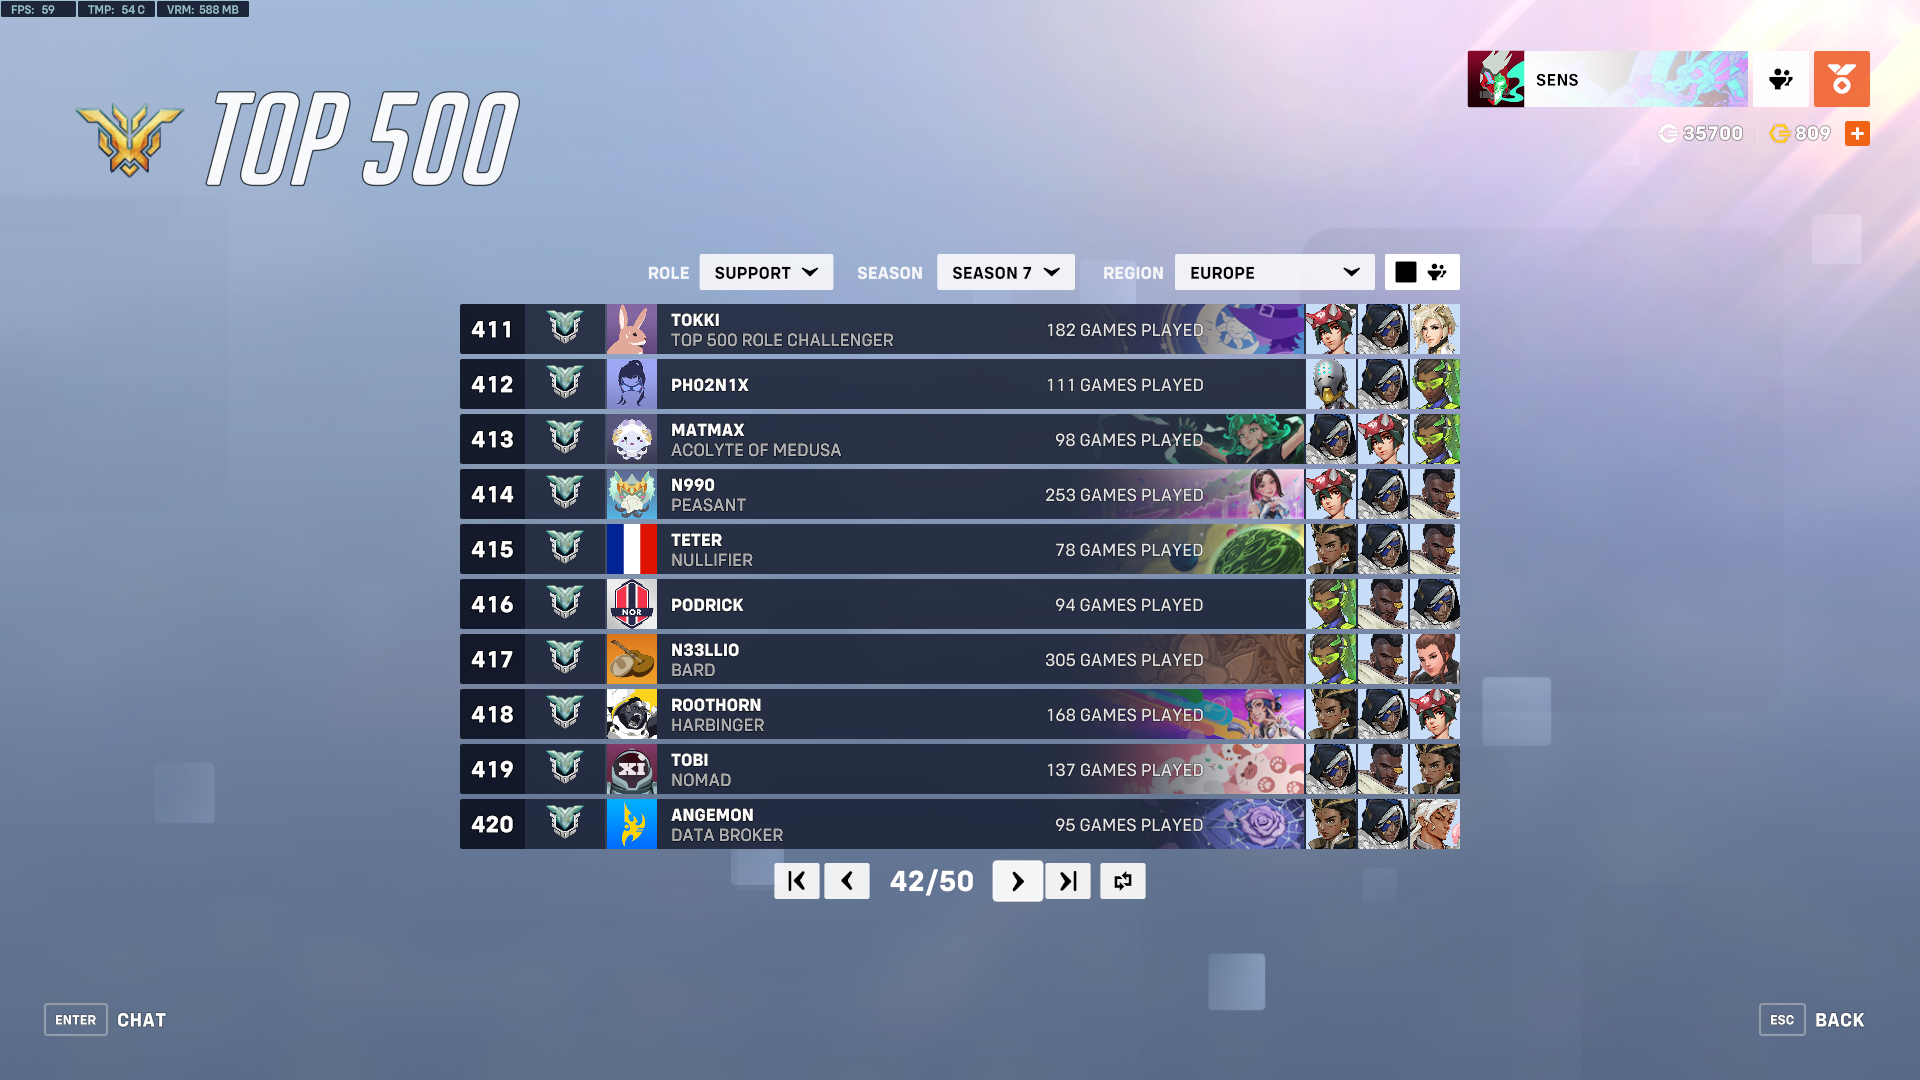 FPS: 59 TMP: 54 C VRM: 588 MB
TOP 500
SENS
35700 809
ROLE SUPPORT SEASON SEASON 7 REGION EUROPE
411 TOKKI
TOP 500 ROLE CHALLENGER
182 GAMES PLAYED
412 PHO2N1X
111 GAMES PLAYED
413 MATMAX
ACOLYTE OF MEDUSA
98 GAMES PLAYED
414 N990
PEASANT
253 GAMES PLAYED
415 TETER
NULLIFIER
78 GAMES PLAYED
416 NOR PODRICK
94 GAMES PLAYED
417 N33LLIO
BARD
305 GAMES PLAYED
418 ROOTHORN
HARBINGER
168 GAMES PLAYED
419 XI TOBI
NOMAD
137 GAMES PLAYED
420 ANGEMON
DATA BROKER
95 GAMES PLAYED
42/50
ENTER CHAT
ESC BACK